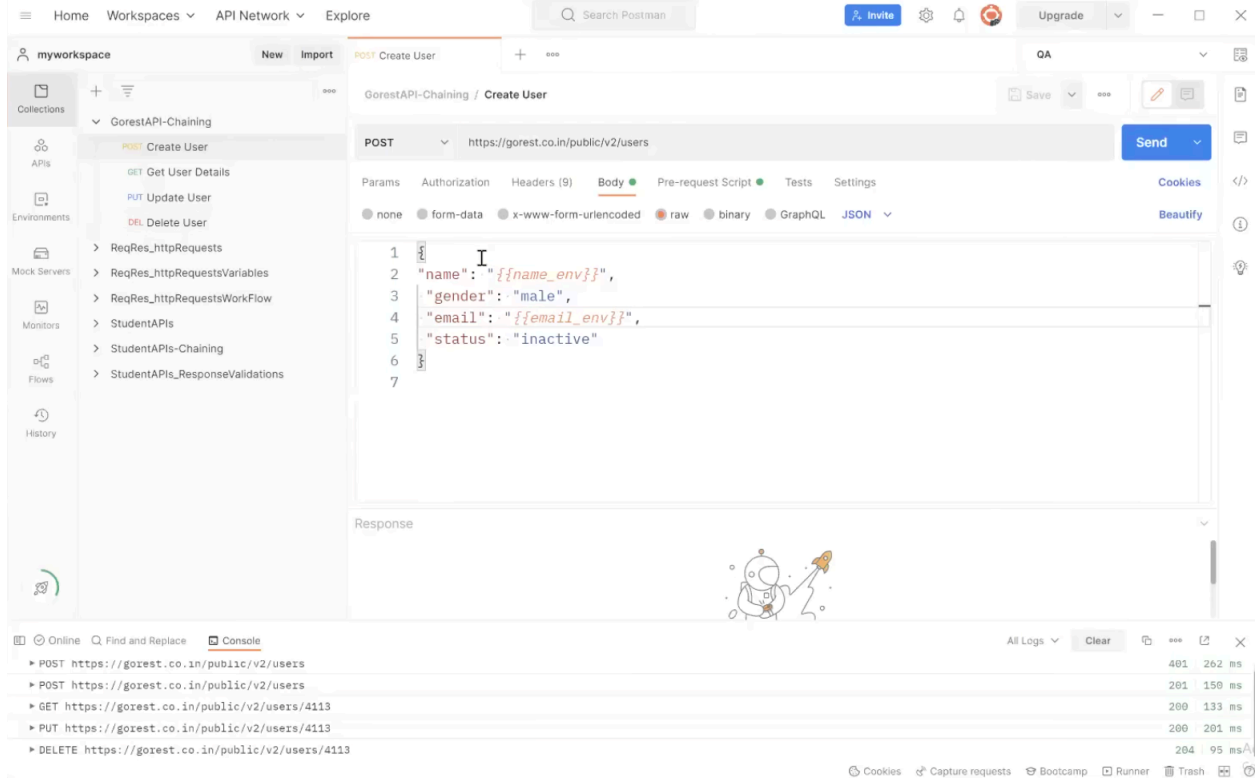 Home Workspaces API Network Explore Search Postman Invite Upgrade
myworkspace New Import POST Create User QA
Collections
GorestAPI-Chaining / Create User Save
GorestAPI-Chaining
POST Create User
GET Get User Details
PUT Update User
DEL Delete User
ReqRes_httpRequests
ReqRes_httpRequestsVariables
ReqRes_httpRequestsWorkFlow
StudentAPIs
StudentAPIs-Chaining
StudentAPIs_ResponseValidations
APIs
Environments
Mock Servers
Monitors
Flows
History
POST https://gorest.co.in/public/v2/users Send
Params Authorization Headers (9) Body Pre-request Script Tests Settings Cookies
none form-data x-www-form-urlencoded raw binary GraphQL JSON Beautify
1 {
2 "name": "{{name_env}}",
3 "gender": "male",
4 "email": "{{email_env}}",
5 "status": "inactive"
6 }
7
Response
Online Find and Replace Console All Logs Clear
POST https://gorest.co.in/public/v2/users 401 262 ms
POST https://gorest.co.in/public/v2/users 201 150 ms
GET https://gorest.co.in/public/v2/users/4113 200 133 ms
PUT https://gorest.co.in/public/v2/users/4113 200 201 ms
DELETE https://gorest.co.in/public/v2/users/4113 204 95 ms
Cookies Capture requests Bootcamp Runner Trash